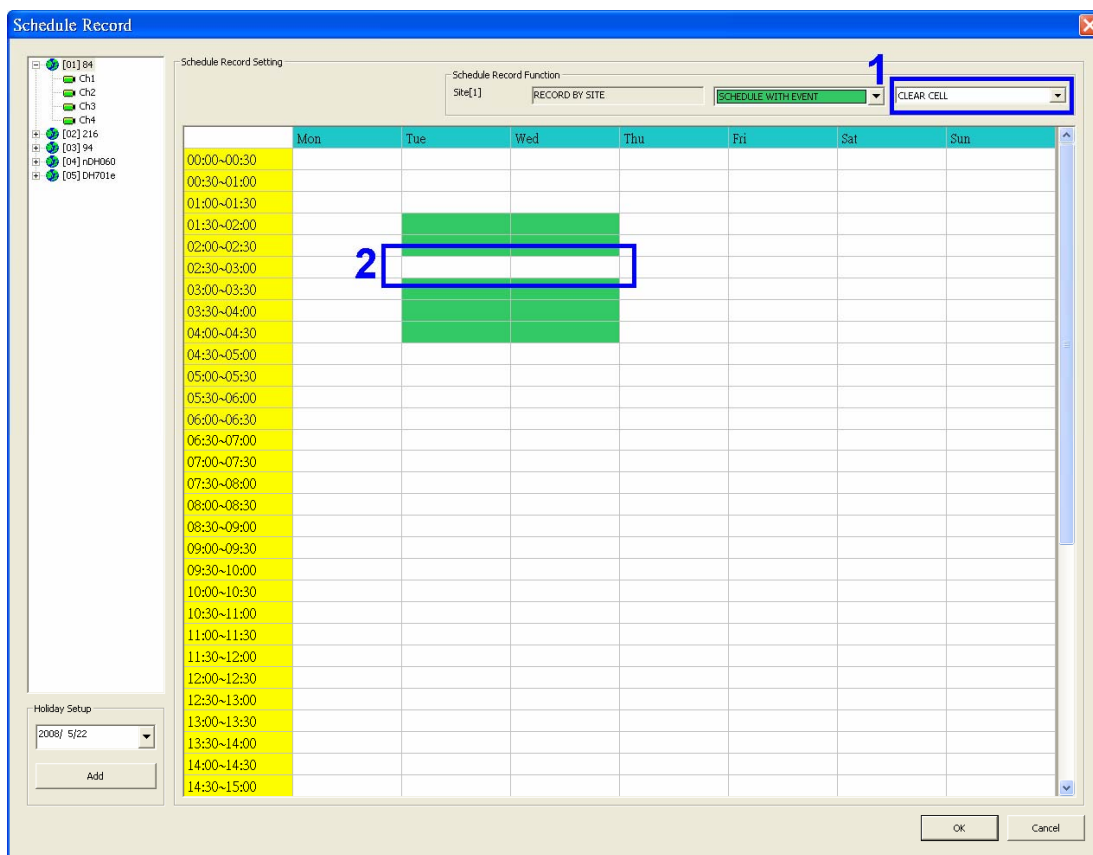 Schedule Record
[01] 84
Ch1
Ch2
Ch3
Ch4
[02] 216
[03] 94
[04] nDH060
[05] DH701e
Schedule Record Setting
Schedule Record Function
Site[1] RECORD BY SITE SCHEDULE WITH EVENT CLEAR CELL
1
Mon Tue Wed Thu Fri Sat Sun
00:00~00:30
00:30~01:00
01:00~01:30
01:30~02:00
02:00~02:30
02:30~03:00
2
03:00~03:30
03:30~04:00
04:00~04:30
04:30~05:00
05:00~05:30
05:30~06:00
06:00~06:30
06:30~07:00
07:00~07:30
07:30~08:00
08:00~08:30
08:30~09:00
09:00~09:30
09:30~10:00
10:00~10:30
10:30~11:00
11:00~11:30
11:30~12:00
12:00~12:30
12:30~13:00
13:00~13:30
13:30~14:00
14:00~14:30
14:30~15:00
Holiday Setup
2008/ 5/22
Add
OK Cancel